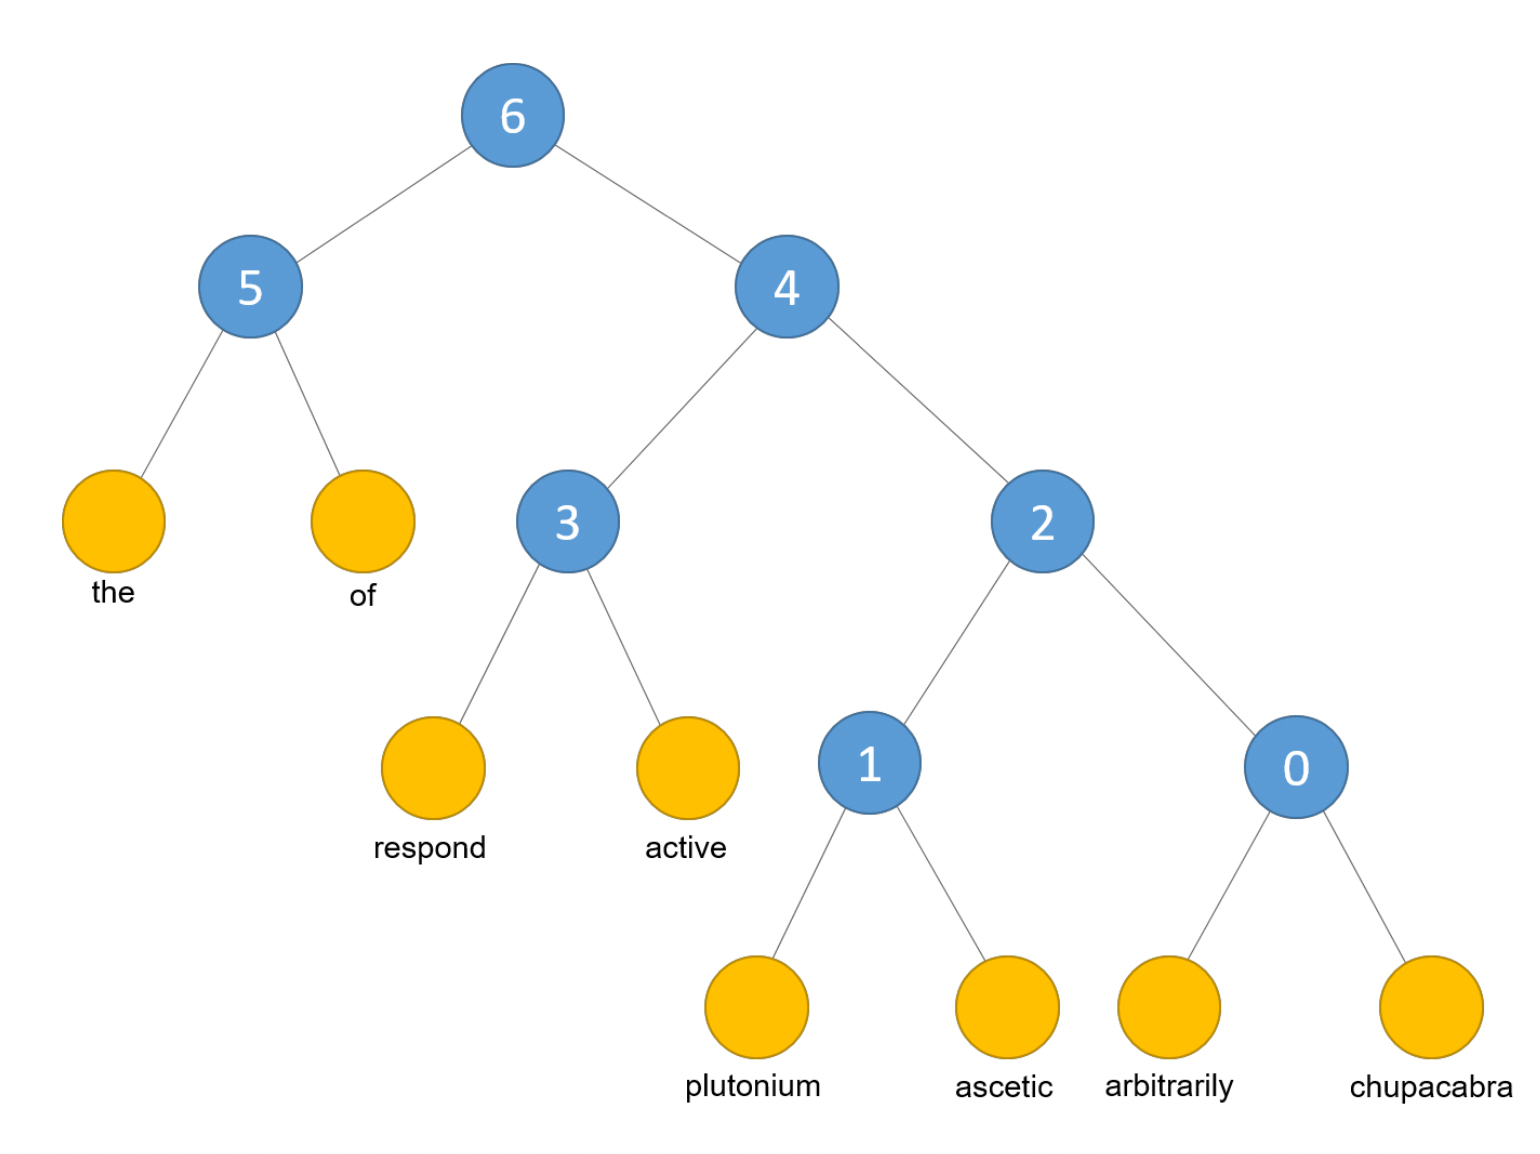 6
5
4
3
2
the
of
1
0
respond
active
plutonium
ascetic
arbitrarily
chupacabra